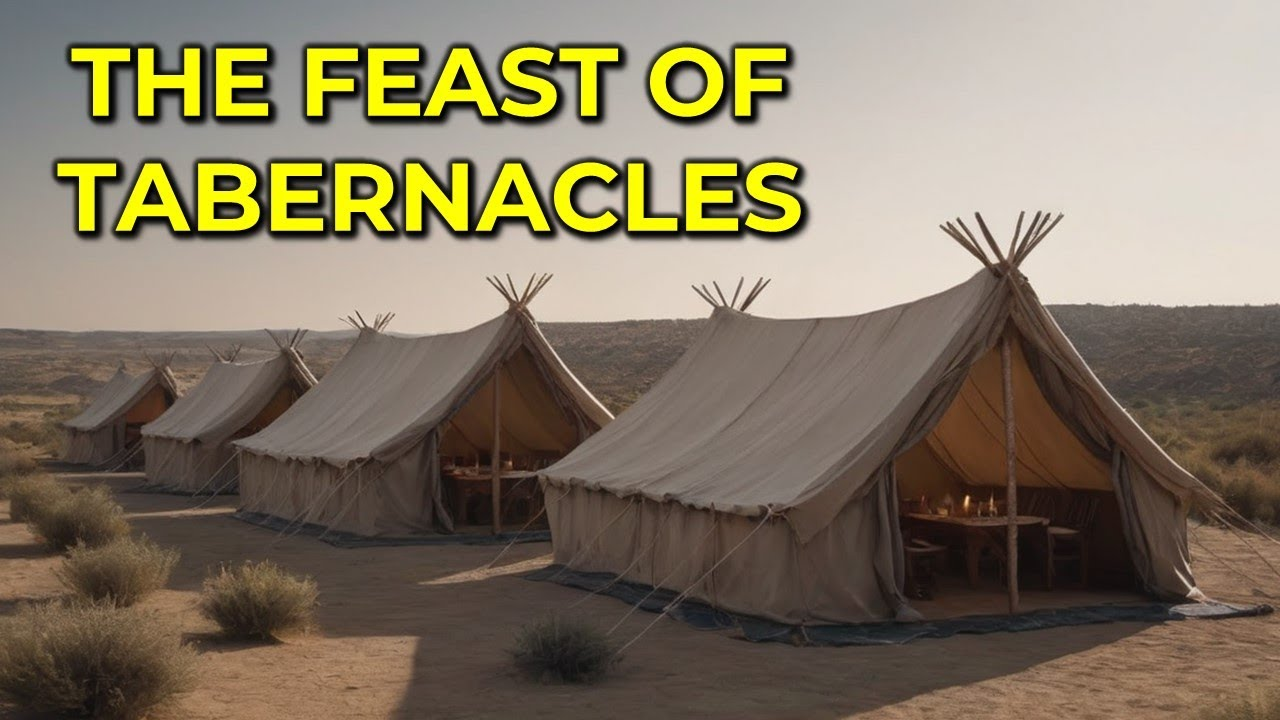 THE FEAST OF
TABERNACLES